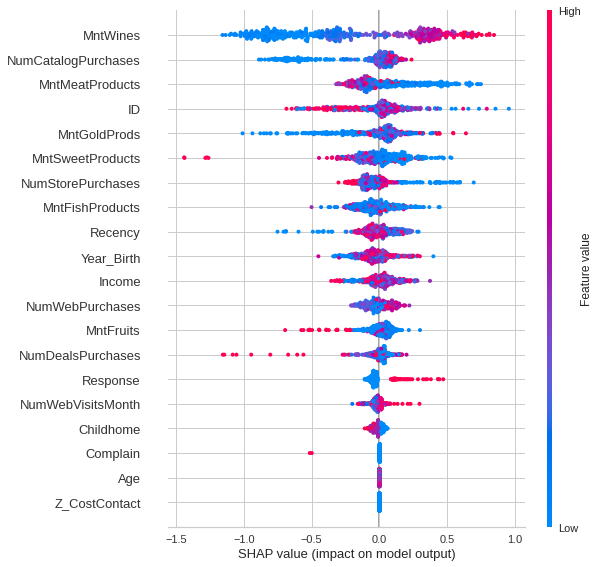 High
MntWines
NumCatalogPurchases
MntMeatProducts
ID
MntGoldProds
MntSweetProducts
NumStorePurchases
MntFishProducts
Recency
Year_Birth
Income
NumWebPurchases
MntFruits
NumDealsPurchases
Response
NumWebVisitsMonth
Childhome
Complain
Age
Z_CostContact
Feature value
Low
−1.5 −1.0 −0.5 0.0 0.5 1.0
SHAP value (impact on model output)